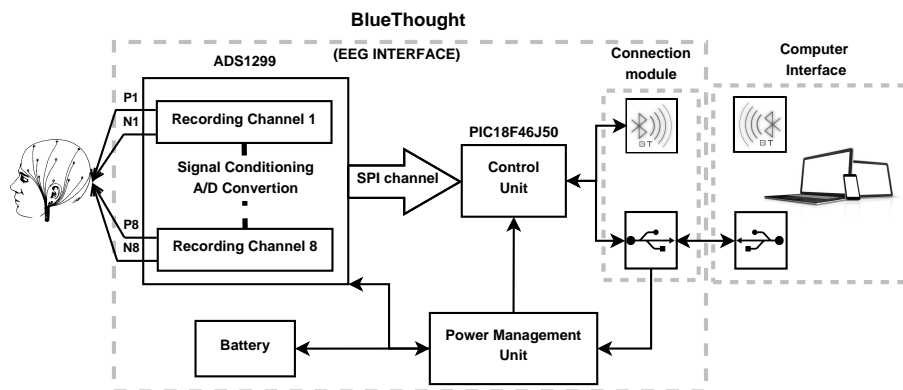 BlueThought
(EEG INTERFACE)
ADS1299
Connection
module
Computer
Interface
P1
N1
Recording Channel 1
Signal Conditioning
A/D Convertion
P8
N8
Recording Channel 8
SPI channel
PIC18F46J50
Control
Unit
BT
BT
Battery
Power Management
Unit